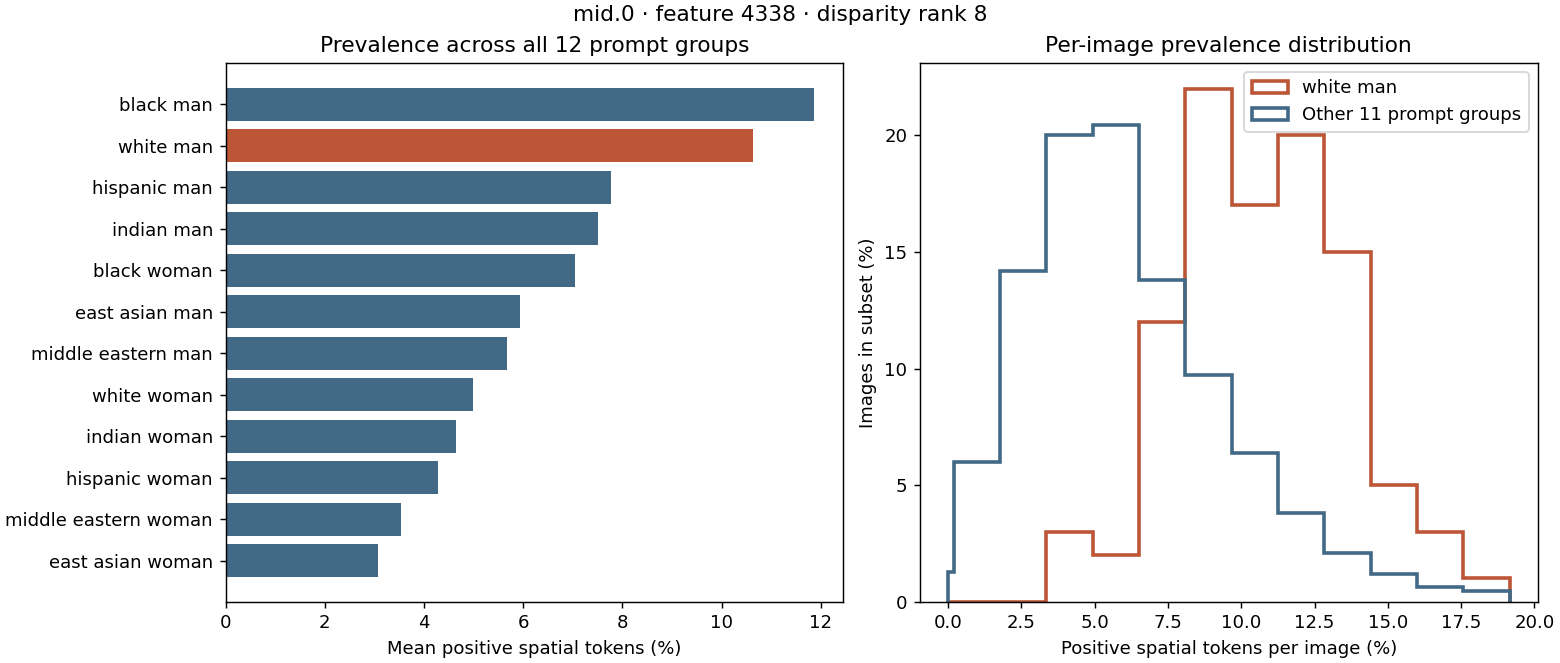 mid.0 · feature 4338 · disparity rank 8
Prevalence across all 12 prompt groups
black man
white man
hispanic man
indian man
black woman
east asian man
middle eastern man
white woman
indian woman
hispanic woman
middle eastern woman
east asian woman
0 2 4 6 8 10 12
Mean positive spatial tokens (%)
Per-image prevalence distribution
white man
Other 11 prompt groups
Images in subset (%)
20
15
10
5
0
0.0 2.5 5.0 7.5 10.0 12.5 15.0 17.5 20.0
Positive spatial tokens per image (%)